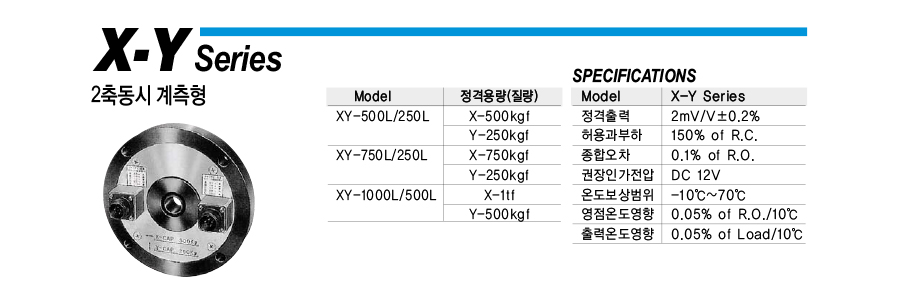 X-Y Series
2축동시 계측형
Model 정격용량(질량)
XY-500L/250L X-500kgf
Y-250kgf
XY-750L/250L X-750kgf
Y-250kgf
XY-1000L/500L X-1tf
Y-500kgf
SPECIFICATIONS
Model X-Y Series
정격출력 2mV/V±0.2%
허용과부하 150% of R.C.
종합오차 0.1% of R.O.
권장인가전압 DC 12V
온도보상범위 -10℃~70℃
영점온도영향 0.05% of R.O./10℃
출력온도영향 0.05% of Load/10℃